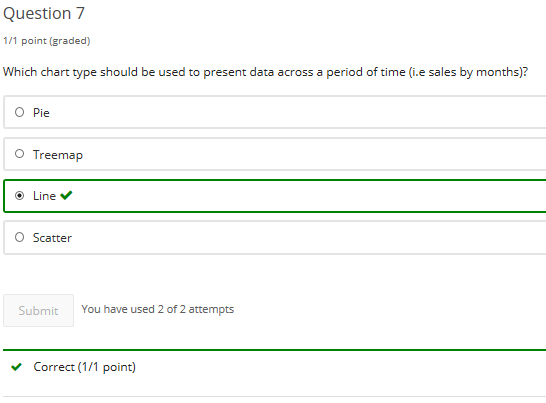 Question 7
1/1 point (graded)
Which chart type should be used to present data across a period of time (i.e sales by months)?
Pie
Treemap
Line
Scatter
Submit You have used 2 of 2 attempts
Correct (1/1 point)